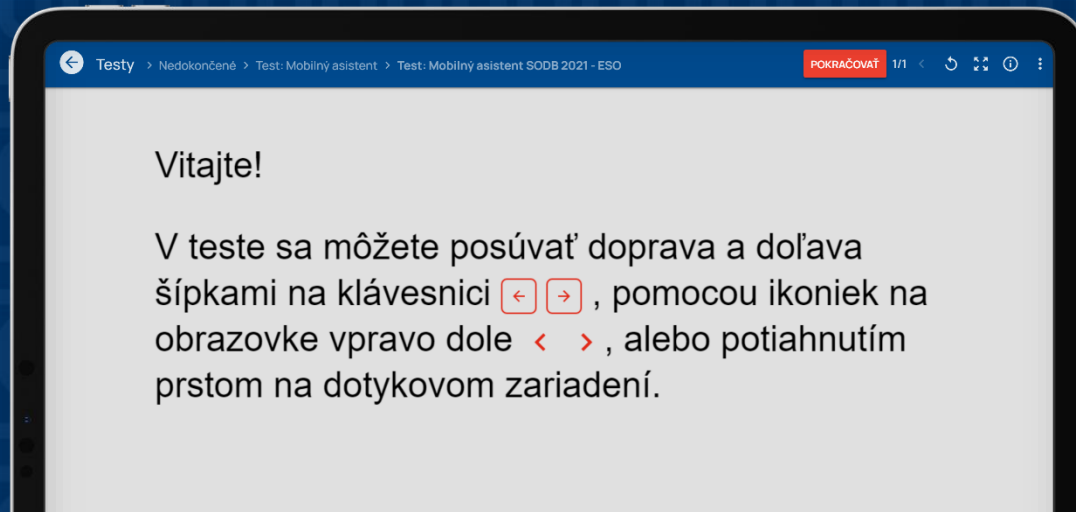 Testy > Nedokončené > Test: Mobilný asistent > Test: Mobilný asistent SODB 2021 - ESO POKRAČOVAŤ 1/1
Vitajte!
V teste sa môžete posúvať doprava a doľava
šípkami na klávesnici ← → , pomocou ikoniek na
obrazovke vpravo dole < > , alebo potiahnutím
prstom na dotykovom zariadení.